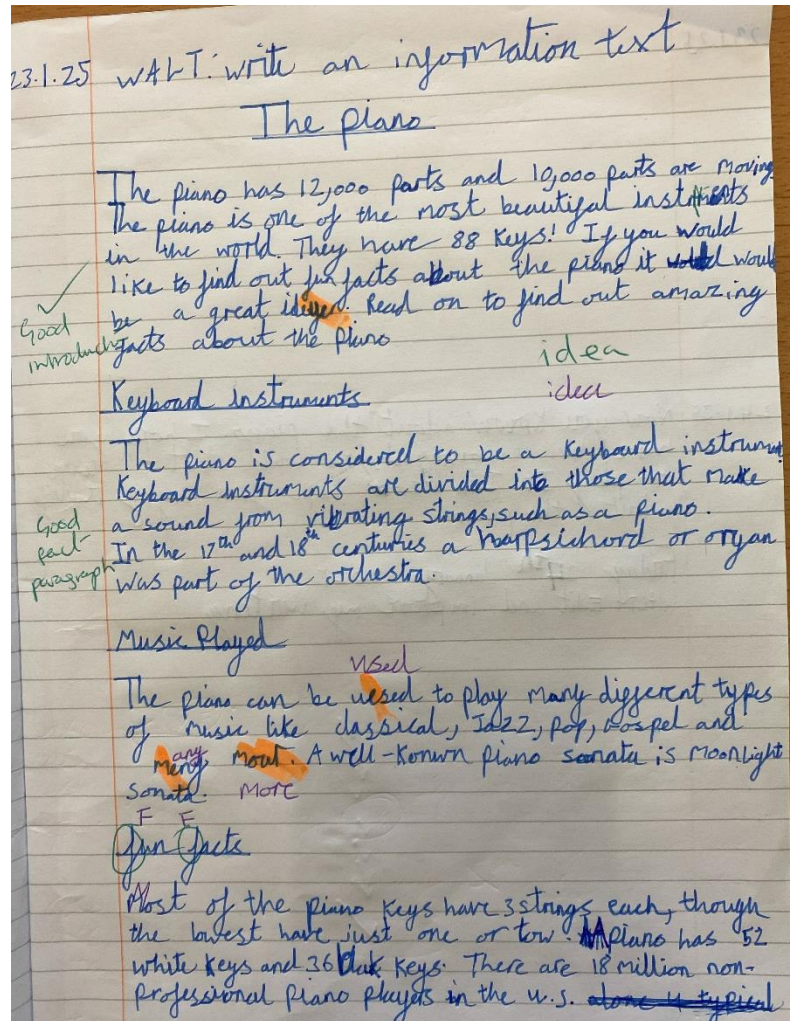 23.1.25 WALT: write an information text
The piano
The piano has 12,000 parts and 10,000 parts are moving
The piano is one of the most beautiful instments
in the world. They have 88 keys! If you would
like to find out fun facts about the piano it would
be a great. Read on to find out amazing
Good introduction
facts about the piano
idea
idea
Keyboard instruments
The piano is considered to be a Keyboard instrument
Keyboard instruments are divided into those that make
a sound from vibrating strings, such as a piano.
Good fact paragraph
In the 17th and 18th centuries a harpsichord or organ
was part of the orchestra.
Music Played
used
The piano can be uesed to play many different types
of music like classical, Jazz, pop, Gospel and
any
meny mout. A well-Konwn piano sonata is Moonlight
Sonata. More
F F
fun facts
Most of the piano keys have 3 strings each, though
the lowest have just one or tow. A piano has 52
white keys and 36 blak keys. There are 18 million non-
professional piano players in the u.s. alone 4 typical